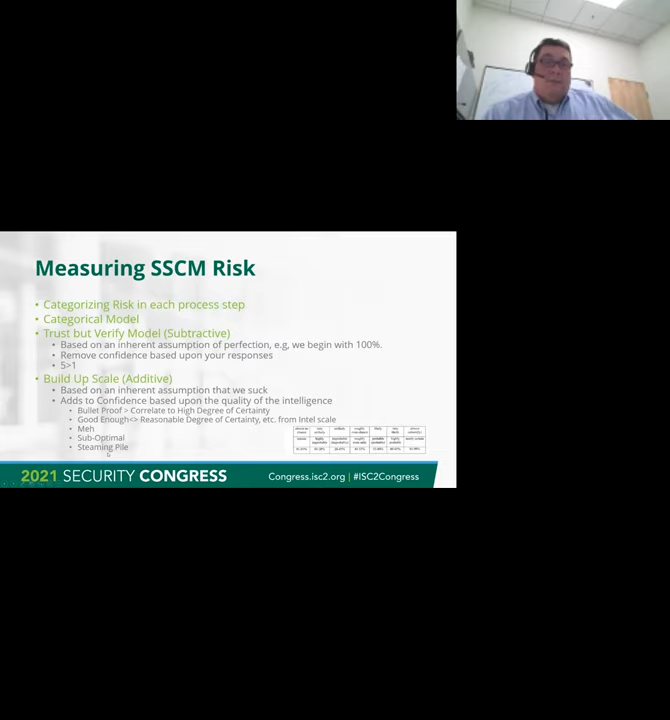 Measuring SSCM Risk
• Categorizing Risk in each process step
• Categorical Model
• Trust but Verify Model (Subtractive)
• Based on an inherent assumption of perfection, e.g, we begin with 100%.
• Remove confidence based upon your responses
• 5>1
• Build Up Scale (Additive)
• Based on an inherent assumption that we suck
• Adds to Confidence based upon the quality of the intelligence
• Bullet Proof > Correlate to High Degree of Certainty
• Good Enough<> Reasonable Degree of Certainty, etc. from Intel scale
• Meh
• Sub-Optimal
• Steaming Pile
2021 SECURITY CONGRESS
Congress.isc2.org | #ISC2Congress